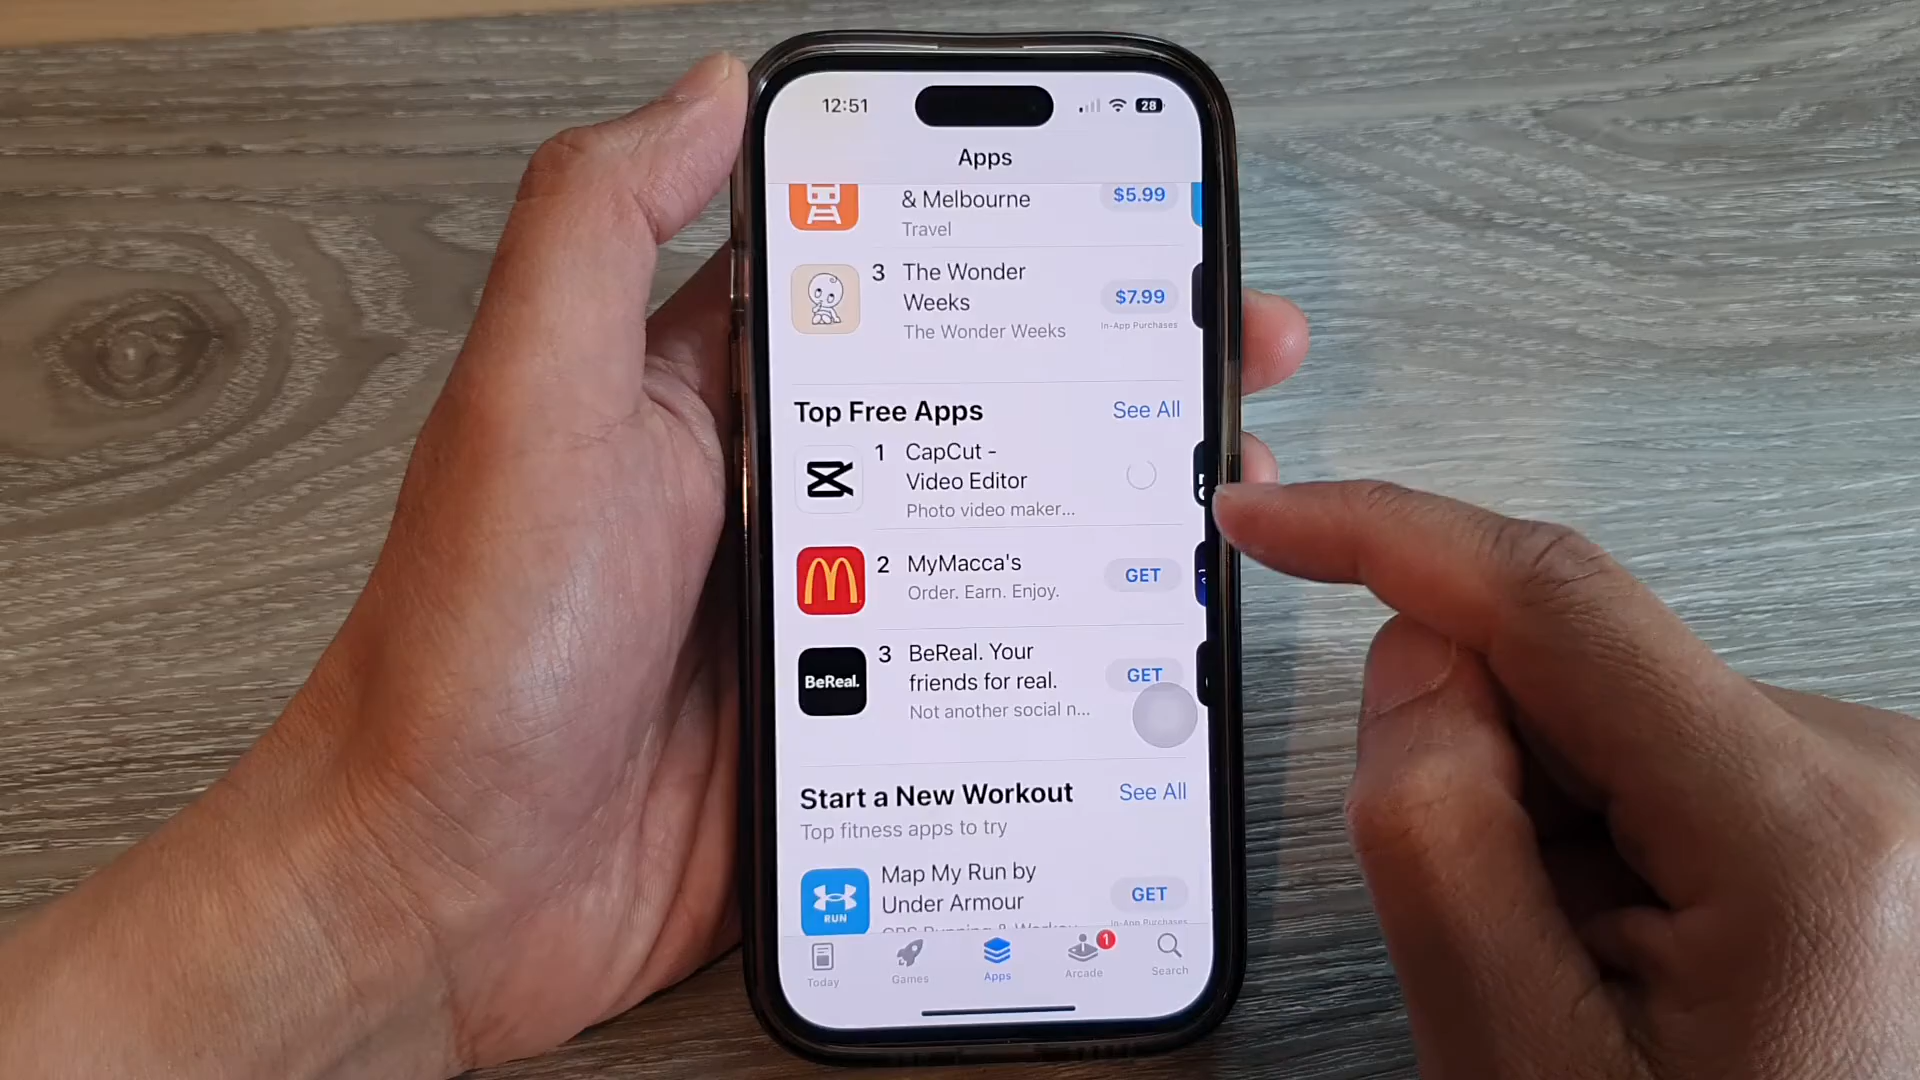 12:51
28
Apps
& Melbourne
$5.99
Travel
3 The Wonder
Weeks
$7.99
In-App Purchases
The Wonder Weeks
Top Free Apps See All
1 CapCut -
Video Editor
Photo video maker...
2 MyMacca's
GET
Order. Earn. Enjoy.
BeReal.
3 BeReal. Your
friends for real.
GET
Not another social n...
Start a New Workout See All
Top fitness apps to try
RUN
Map My Run by
Under Armour
GET
In-App Purchases
Today Games Apps Arcade 1 Search